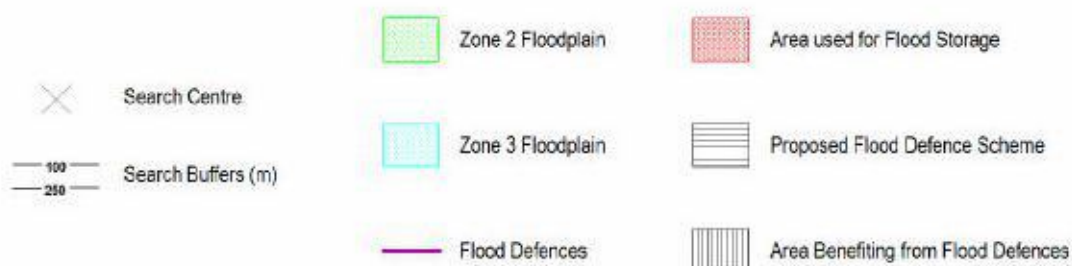 Search Centre
100
250
Search Buffers (m)
Zone 2 Floodplain
Zone 3 Floodplain
Flood Defences
Area used for Flood Storage
Proposed Flood Defence Scheme
Area Benefiting from Flood Defences